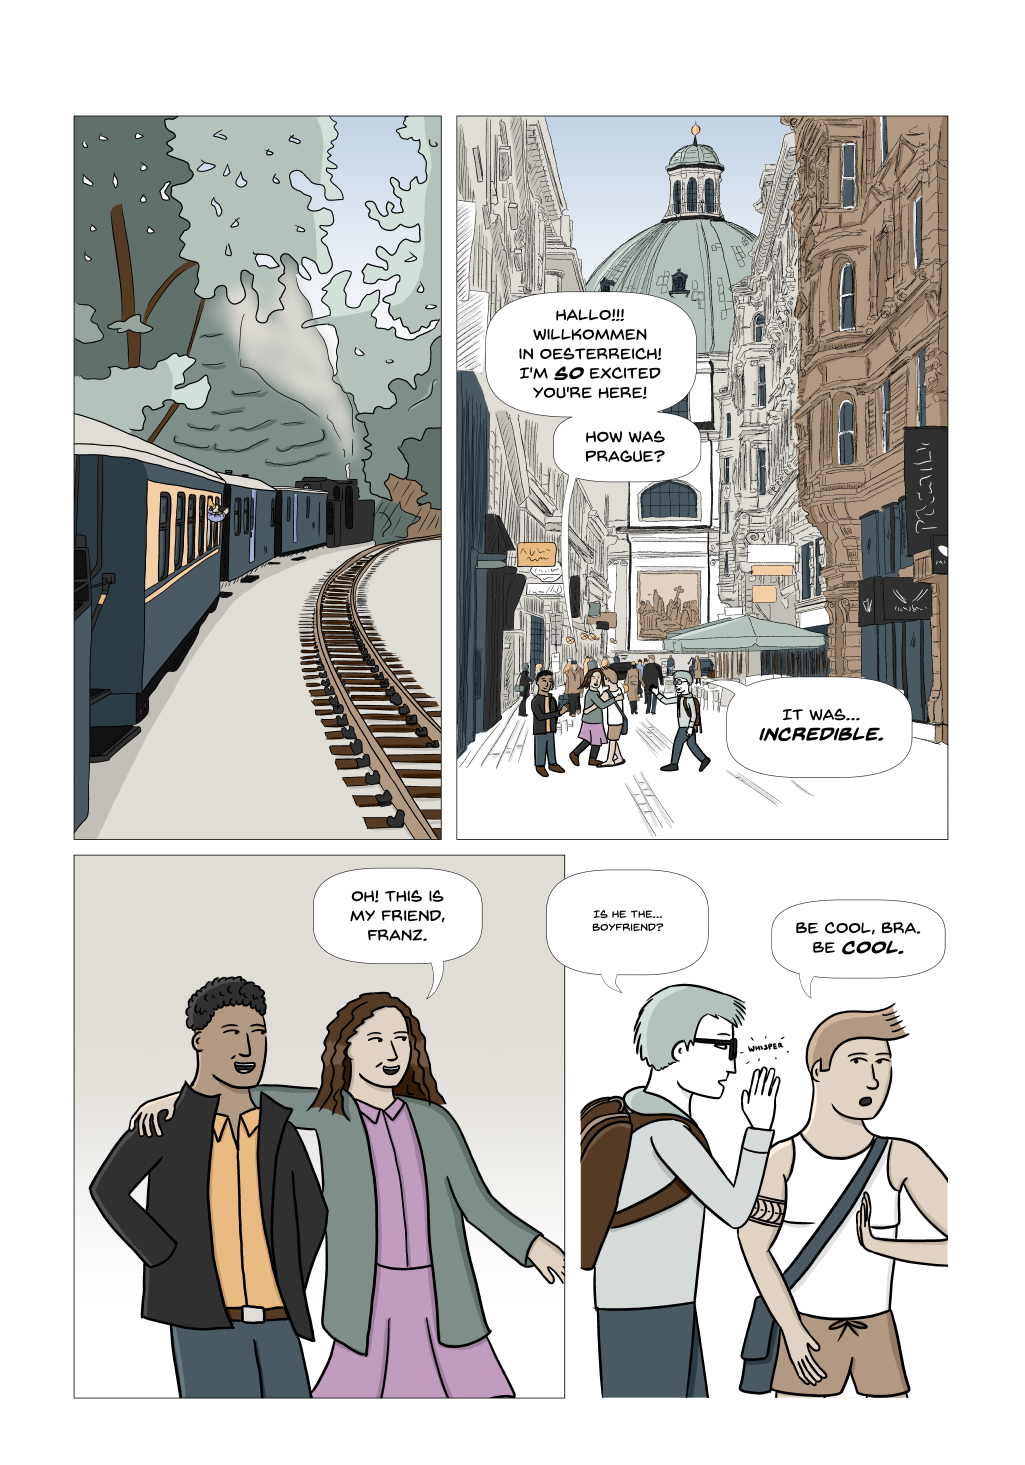 HALLO!!!
WILLKOMMEN
IN OESTERREICH!
I'M SO EXCITED
YOU'RE HERE!
HOW WAS
PRAGUE?
IT WAS...
INCREDIBLE.
OH! THIS IS
MY FRIEND,
FRANZ.
IS HE THE...
BOYFRIEND?
WHISPER
BE COOL, BRA.
BE COOL.